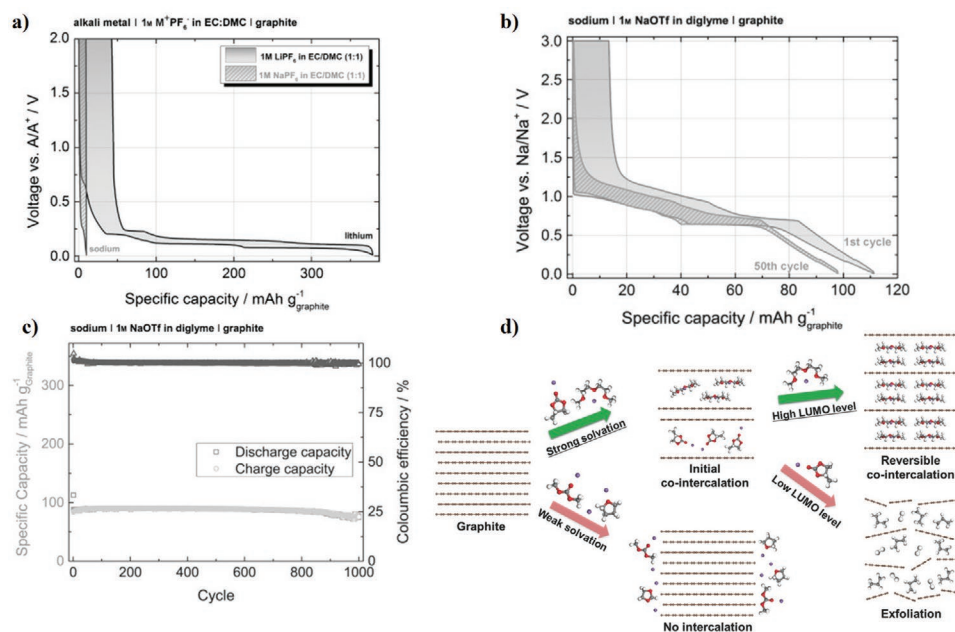 a)
alkali metal | 1M M⁺PF₆⁻ in EC:DMC | graphite
2.0
1.5
1.0
0.5
0.0
Voltage vs. A/A⁺ / V
1M LiPF₆ in EC/DMC (1:1)
1M NaPF₆ in EC/DMC (1:1)
sodium
lithium
0 100 200 300
Specific capacity / mAh g⁻¹ graphite
b)
sodium | 1M NaOTf in diglyme | graphite
3.0
2.5
2.0
1.5
1.0
0.5
0.0
Voltage vs. Na/Na⁺ / V
1st cycle
50th cycle
0 20 40 60 80 100 120
Specific capacity / mAh g⁻¹ graphite
c)
sodium | 1M NaOTf in diglyme | graphite
300
200
100
0
Specific Capacity / mAh g⁻¹ Graphite
Discharge capacity
Charge capacity
100
75
50
25
0
Coloumbic efficiency / %
0 200 400 600 800 1000
Cycle
d)
Graphite
Strong solvation
Weak solvation
Initial
co-intercalation
High LUMO level
Low LUMO level
Reversible
co-intercalation
No intercalation
Exfoliation